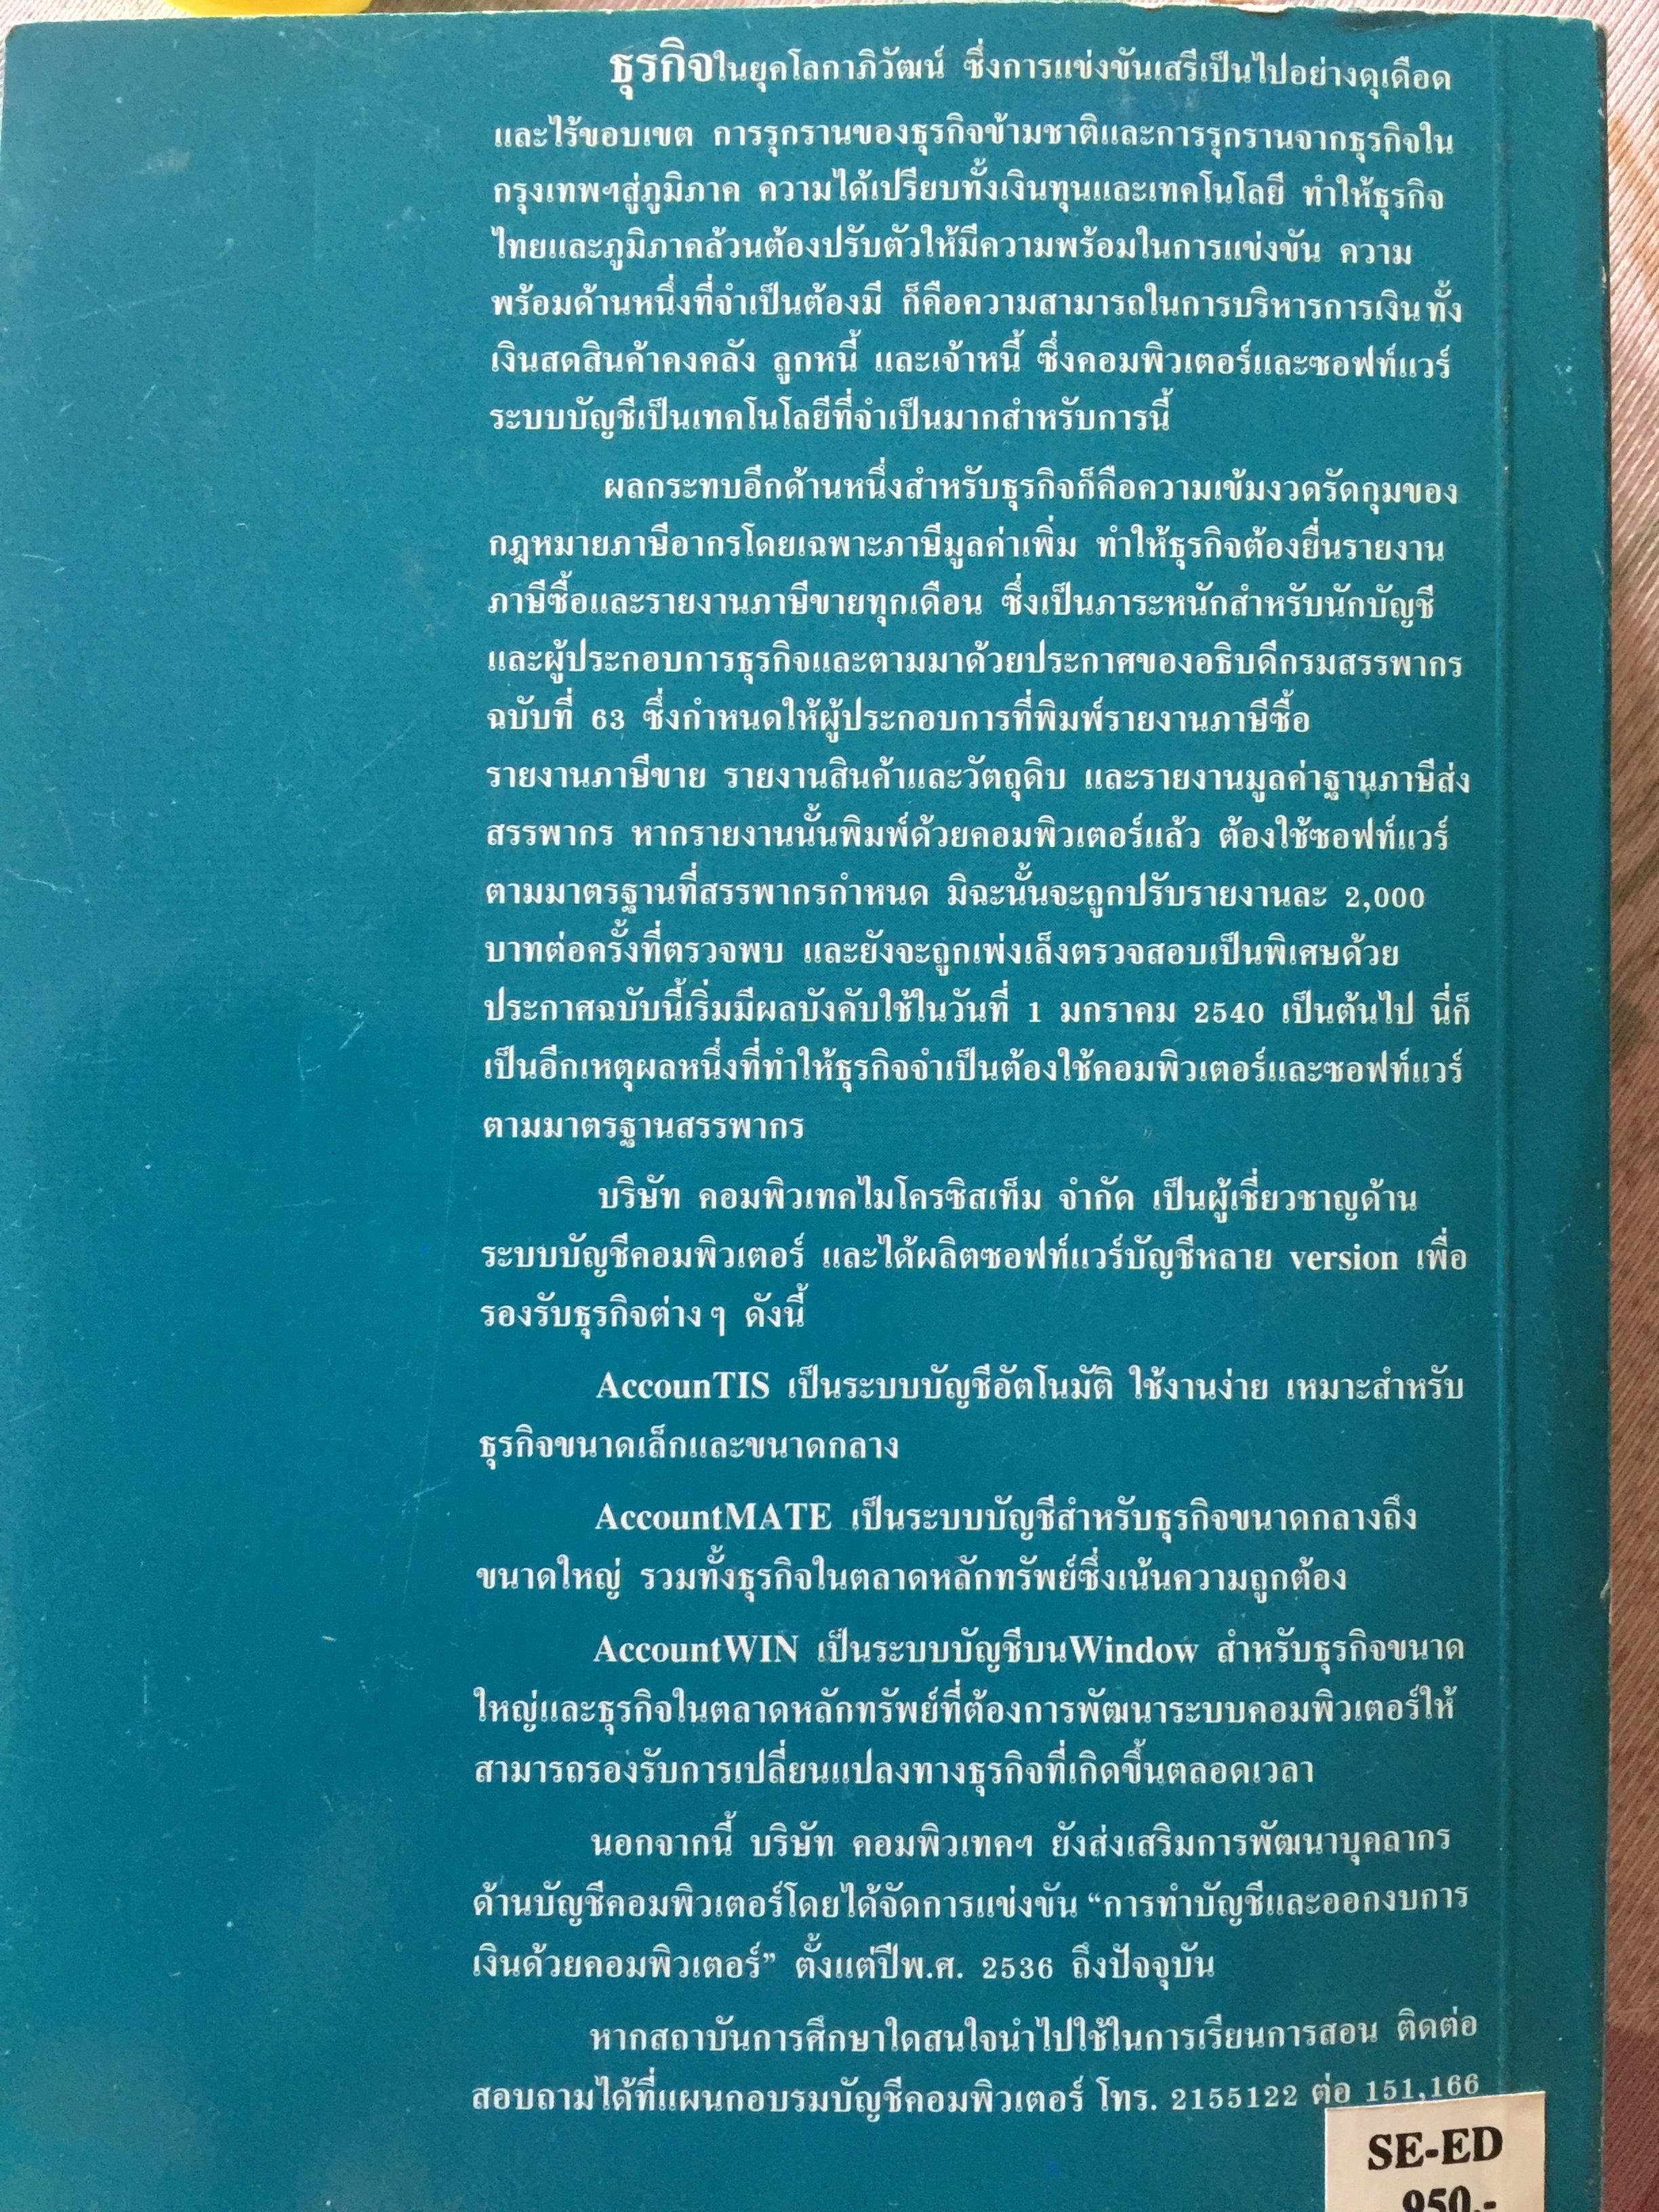 ธุรกิจในยุคโลกาภิวัฒน์ ซึ่งการแข่งขันเสรีเป็นไปอย่างดุเดือด
และไร้ขอบเขต การรุกรานของธุรกิจข้ามชาติและการรุกรานจากธุรกิจใน
กรุงเทพฯสู่ภูมิภาค ความได้เปรียบทั้งเงินทุนและเทคโนโลยี ทำให้ธุรกิจ
ไทยและภูมิภาคล้วนต้องปรับตัวให้มีความพร้อมในการแข่งขัน ความ
พร้อมด้านหนึ่งที่จำเป็นต้องมี ก็คือความสามารถในการบริหารการเงินทั้ง
เงินสดสินค้าคงคลัง ลูกหนี้ และเจ้าหนี้ ซึ่งคอมพิวเตอร์และซอฟท์แวร์
ระบบบัญชีเป็นเทคโนโลยีที่จำเป็นมากสำหรับการนี้
ผลกระทบอีกด้านหนึ่งสำหรับธุรกิจก็คือความเข้มงวดรัดกุมของ
กฎหมายภาษีอากรโดยเฉพาะภาษีมูลค่าเพิ่ม ทำให้ธุรกิจต้องยื่นรายงาน
ภาษีซื้อและรายงานภาษีขายทุกเดือน ซึ่งเป็นภาระหนักสำหรับนักบัญชี
และผู้ประกอบการธุรกิจและตามมาด้วยประกาศของอธิบดีกรมสรรพากร
ฉบับที่ 63 ซึ่งกำหนดให้ผู้ประกอบการที่พิมพ์รายงานภาษีซื้อ
รายงานภาษีขาย รายงานสินค้าและวัตถุดิบ และรายงานมูลค่าฐานภาษีส่ง
สรรพากร หากรายงานนั้นพิมพ์ด้วยคอมพิวเตอร์แล้ว ต้องใช้ซอฟท์แวร์
ตามมาตรฐานที่สรรพากรกำหนด มิฉะนั้นจะถูกปรับรายงานละ 2,000
บาทต่อครั้งที่ตรวจพบ และยังจะถูกเพ่งเล็งตรวจสอบเป็นพิเศษด้วย
ประกาศฉบับนี้เริ่มมีผลบังคับใช้ในวันที่ 1 มกราคม 2540 เป็นต้นไป นี่ก็
เป็นอีกเหตุผลหนึ่งที่ทำให้ธุรกิจจำเป็นต้องใช้คอมพิวเตอร์และซอฟท์แวร์
ตามมาตรฐานสรรพากร
บริษัท คอมพิวเทคไมโครซิสเท็ม จำกัด เป็นผู้เชี่ยวชาญด้าน
ระบบบัญชีคอมพิวเตอร์ และได้ผลิตซอฟท์แวร์บัญชีหลาย version เพื่อ
รองรับธุรกิจต่าง ๆ ดังนี้
AccounTIS เป็นระบบบัญชีอัตโนมัติ ใช้งานง่าย เหมาะสำหรับ
ธุรกิจขนาดเล็กและขนาดกลาง
AccountMATE เป็นระบบบัญชีสำหรับธุรกิจขนาดกลางถึง
ขนาดใหญ่ รวมทั้งธุรกิจในตลาดหลักทรัพย์ซึ่งเน้นความถูกต้อง
AccountWIN เป็นระบบบัญชีบนWindow สำหรับธุรกิจขนาด
ใหญ่และธุรกิจในตลาดหลักทรัพย์ที่ต้องการพัฒนาระบบคอมพิวเตอร์ให้
สามารถรองรับการเปลี่ยนแปลงทางธุรกิจที่เกิดขึ้นตลอดเวลา
นอกจากนี้ บริษัท คอมพิวเทคฯ ยังส่งเสริมการพัฒนาบุคลากร
ด้านบัญชีคอมพิวเตอร์โดยได้จัดการแข่งขัน “การทำบัญชีและออกงบการ
เงินด้วยคอมพิวเตอร์” ตั้งแต่ปีพ.ศ. 2536 ถึงปัจจุบัน
หากสถาบันการศึกษาใดสนใจนำไปใช้ในการเรียนการสอน ติดต่อ
สอบถามได้ที่แผนกอบรมบัญชีคอมพิวเตอร์ โทร. 2155122 ต่อ 151,166
SE-ED
950.-